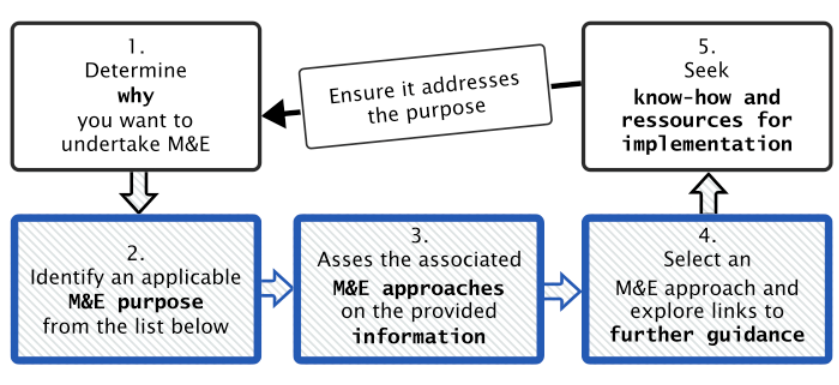 1.
Determine
why
you want to
undertake M&E
Ensure it addresses
the purpose
5.
Seek
know-how and
ressources for
implementation
2.
Identify an applicable
M&E purpose
from the list below
3.
Asses the associated
M&E approaches
on the provided
information
4.
Select an
M&E approach and
explore links to
further guidance